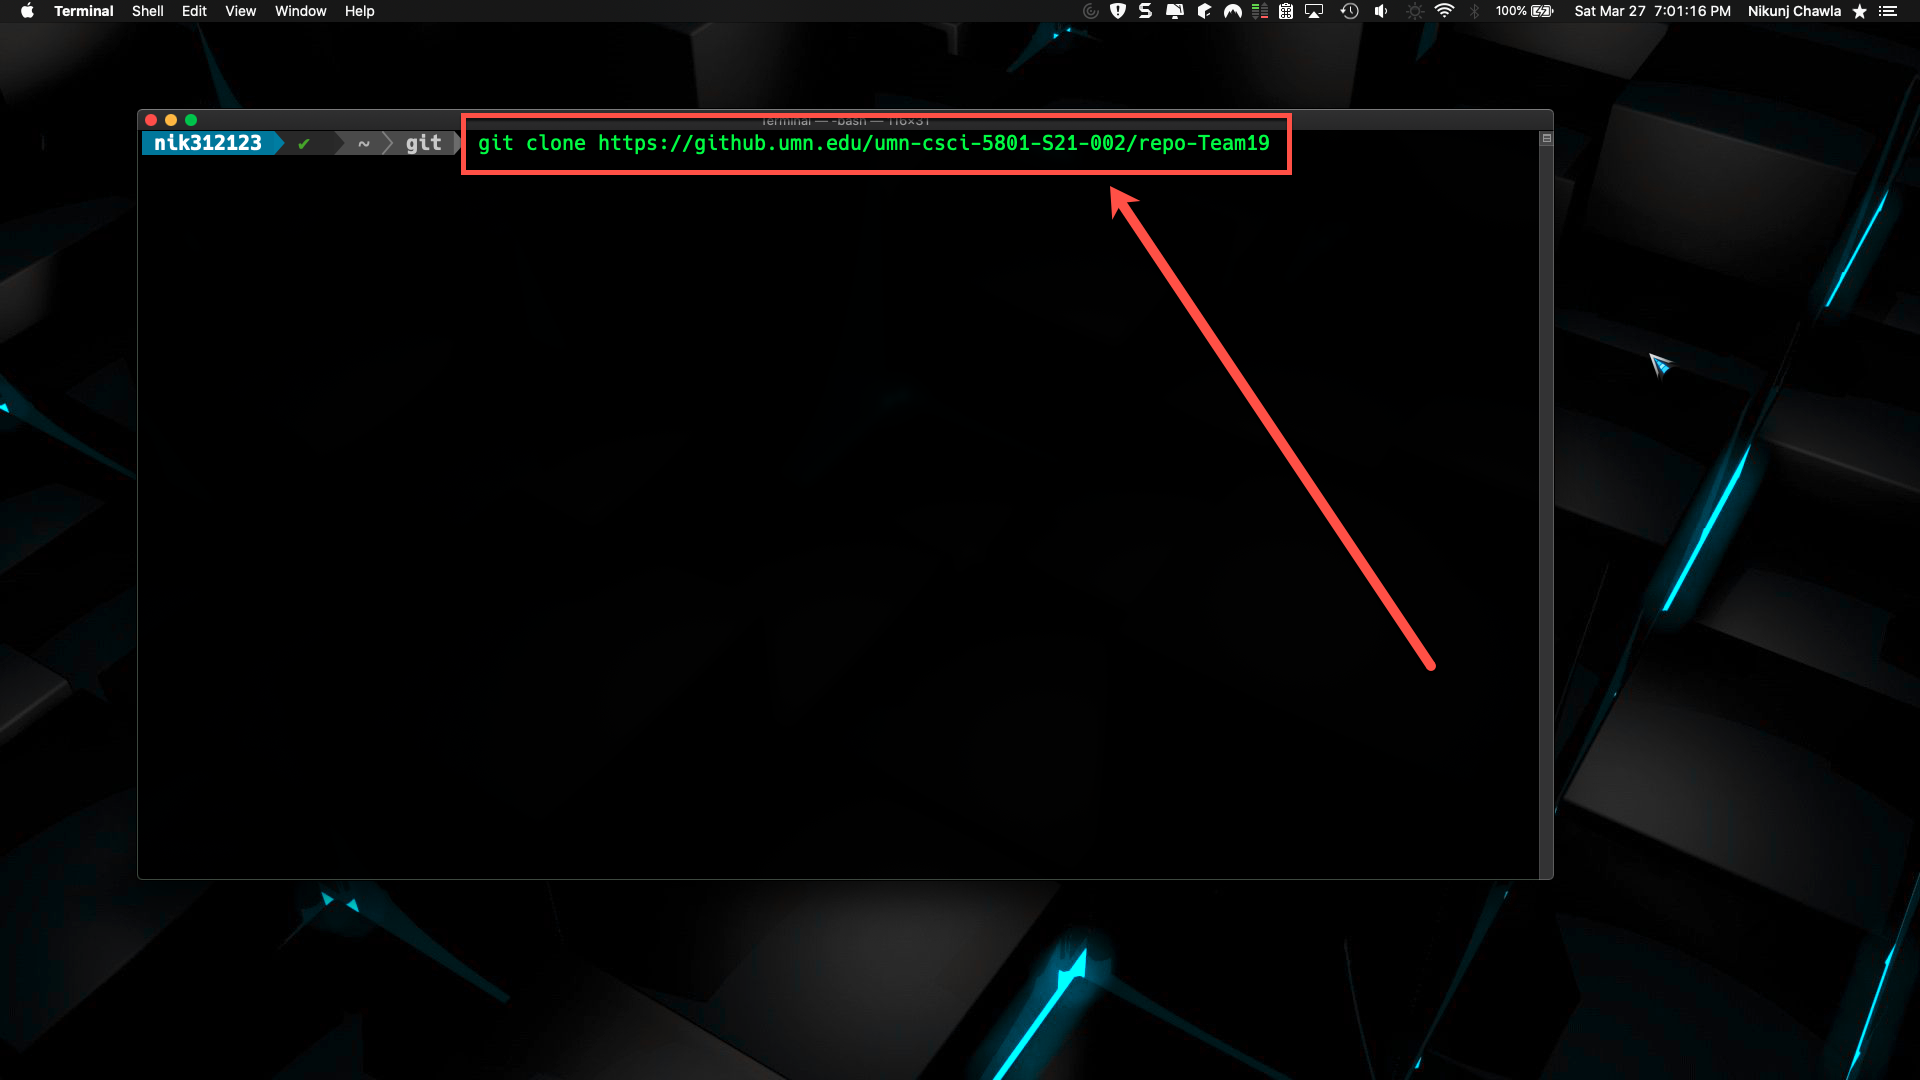 Terminal Shell Edit View Window Help 100% Sat Mar 27 7:01:16 PM Nikunj Chawla
Terminal — -bash — 116×31
nik312123 ✔ ~ git git clone https://github.umn.edu/umn-csci-5801-S21-002/repo-Team19